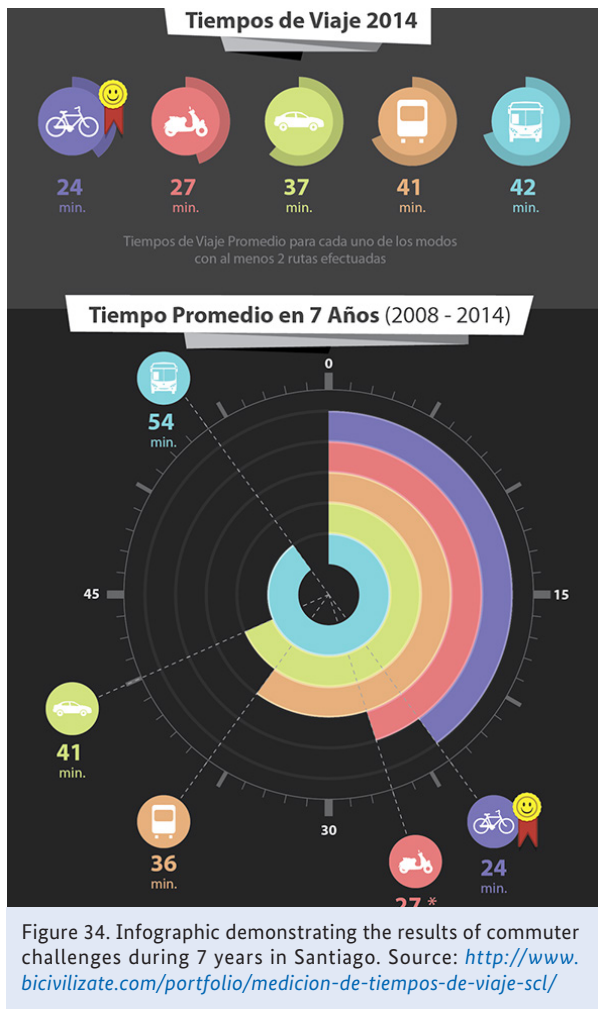 Tiempos de Viaje 2014
24 27 37 41 42
min. min. min. min. min.
Tiempos de Viaje Promedio para cada uno de los modos
con al menos 2 rutas efectuadas
Tiempo Promedio en 7 Años (2008 - 2014)
0
54
min.
45
15
41
min.
30
36
min.
24
min.
27 *
Figure 34. Infographic demonstrating the results of commuter
challenges during 7 years in Santiago. Source: http://www.
bicivilizate.com/portfolio/medicion-de-tiempos-de-viaje-scl/